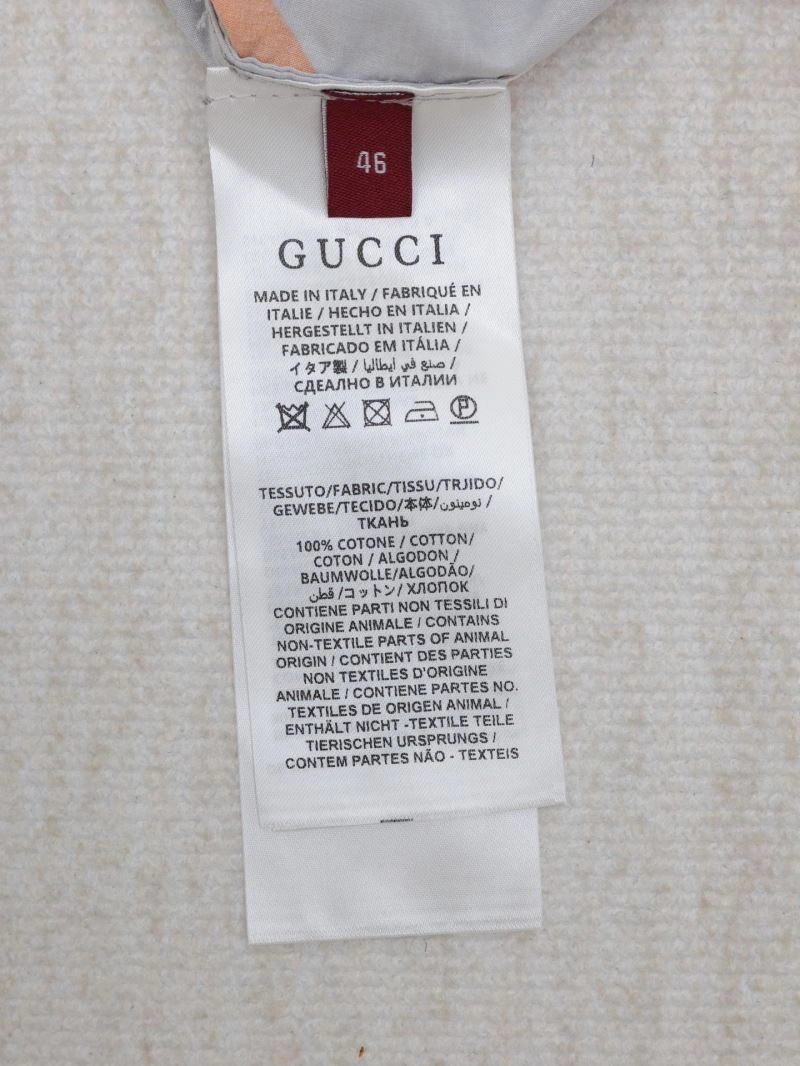 46
GUCCI
MADE IN ITALY / FABRIQUÉ EN
ITALIE / HECHO EN ITALIA /
HERGESTELLT IN ITALIEN /
FABRICADO EM ITÁLIA /
イタア製 / صنع في ايطاليا /
СДЕАЛНО В ИТАЛИИ
P
TESSUTO/FABRIC/TISSU/TRJIDO/
GEWEBE/TECIDO/本体/نومينون /
ТКАНЬ
100% COTONE / COTTON/
COTON / ALGODON /
BAUMWOLLE/ALGODÃO/
قطن /コットン/ ХЛОПОК
CONTIENE PARTI NON TESSILI DI
ORIGINE ANIMALE / CONTAINS
NON-TEXTILE PARTS OF ANIMAL
ORIGIN / CONTIENT DES PARTIES
NON TEXTILES D'ORIGINE
ANIMALE / CONTIENE PARTES NO.
TEXTILES DE ORIGEN ANIMAL /
ENTHÄLT NICHT -TEXTILE TEILE
TIERISCHEN URSPRUNGS /
CONTEM PARTES NÃO - TEXTEIS